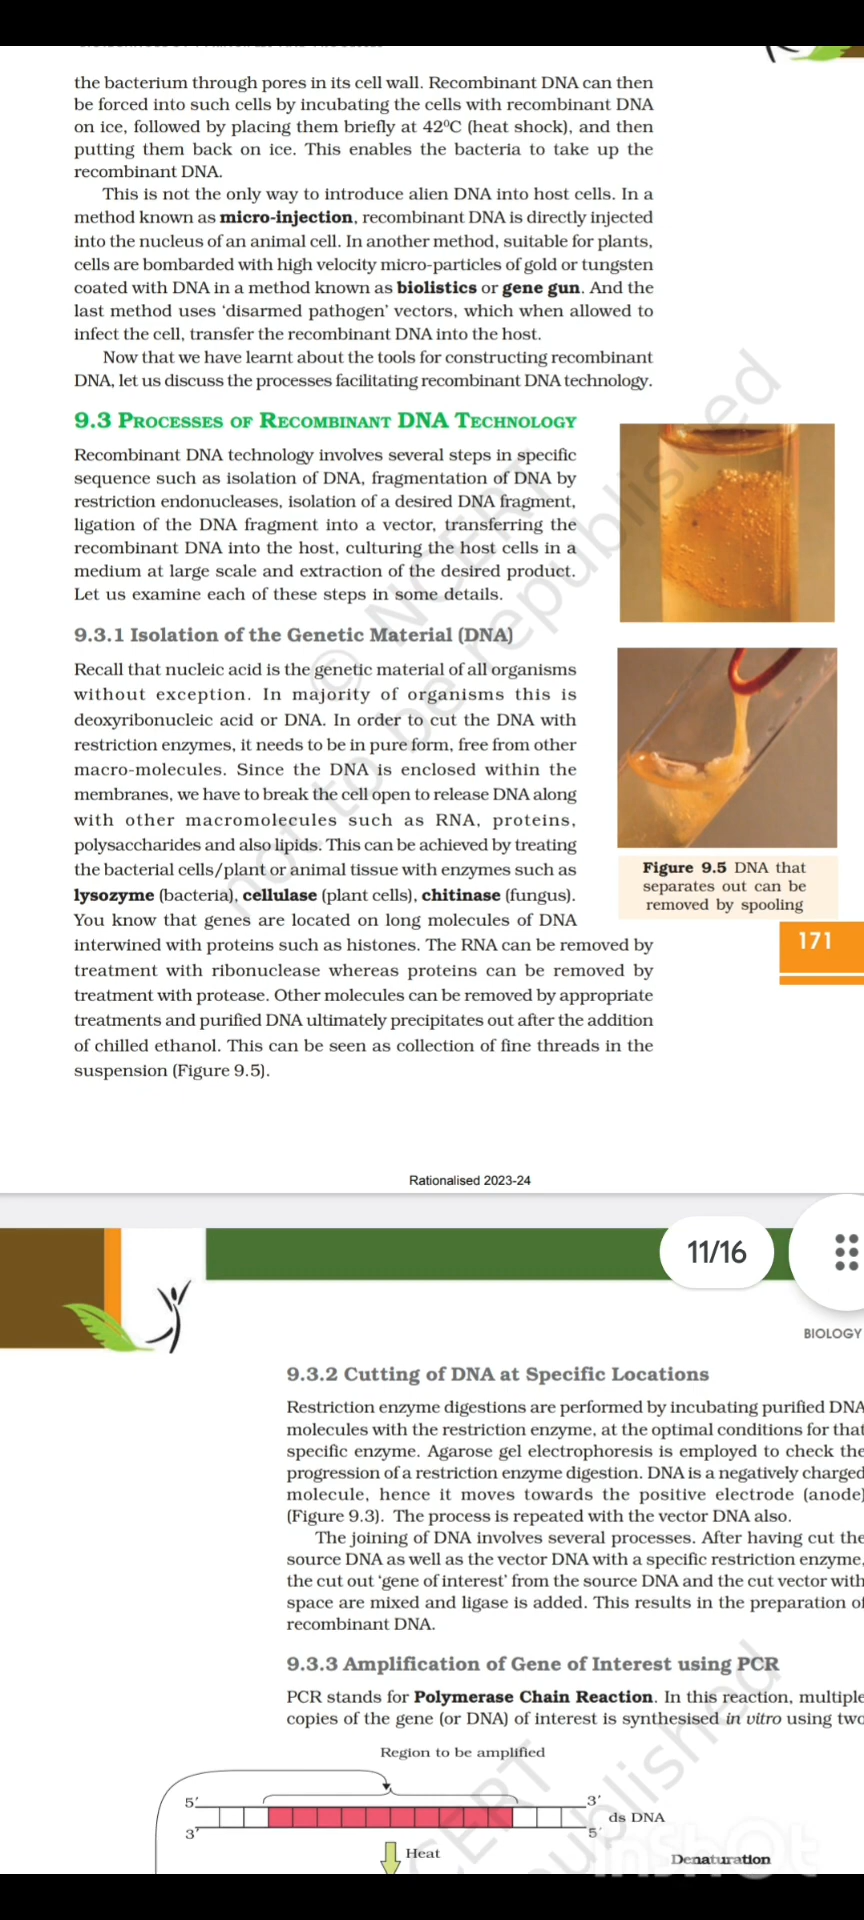 the bacterium through pores in its cell wall. Recombinant DNA can then
be forced into such cells by incubating the cells with recombinant DNA
on ice, followed by placing them briefly at 42⁰C (heat shock), and then
putting them back on ice. This enables the bacteria to take up the
recombinant DNA.
This is not the only way to introduce alien DNA into host cells. In a
method known as micro-injection, recombinant DNA is directly injected
into the nucleus of an animal cell. In another method, suitable for plants,
cells are bombarded with high velocity micro-particles of gold or tungsten
coated with DNA in a method known as biolistics or gene gun. And the
last method uses ‘disarmed pathogen’ vectors, which when allowed to
infect the cell, transfer the recombinant DNA into the host.
Now that we have learnt about the tools for constructing recombinant
DNA, let us discuss the processes facilitating recombinant DNA technology.
9.3 PROCESSES OF RECOMBINANT DNA TECHNOLOGY
Recombinant DNA technology involves several steps in specific
sequence such as isolation of DNA, fragmentation of DNA by
restriction endonucleases, isolation of a desired DNA fragment,
ligation of the DNA fragment into a vector, transferring the
recombinant DNA into the host, culturing the host cells in a
medium at large scale and extraction of the desired product.
Let us examine each of these steps in some details.
9.3.1 Isolation of the Genetic Material (DNA)
Recall that nucleic acid is the genetic material of all organisms
without exception. In majority of organisms this is
deoxyribonucleic acid or DNA. In order to cut the DNA with
restriction enzymes, it needs to be in pure form, free from other
macro-molecules. Since the DNA is enclosed within the
membranes, we have to break the cell open to release DNA along
with other macromolecules such as RNA, proteins,
polysaccharides and also lipids. This can be achieved by treating
the bacterial cells/plant or animal tissue with enzymes such as
lysozyme (bacteria), cellulase (plant cells), chitinase (fungus).
You know that genes are located on long molecules of DNA
interwined with proteins such as histones. The RNA can be removed by
treatment with ribonuclease whereas proteins can be removed by
treatment with protease. Other molecules can be removed by appropriate
treatments and purified DNA ultimately precipitates out after the addition
of chilled ethanol. This can be seen as collection of fine threads in the
suspension (Figure 9.5).
Figure 9.5 DNA that
separates out can be
removed by spooling
171
© NCERT
not to be republished
Rationalised 2023-24
11/16
BIOLOGY
9.3.2 Cutting of DNA at Specific Locations
Restriction enzyme digestions are performed by incubating purified DNA
molecules with the restriction enzyme, at the optimal conditions for that
specific enzyme. Agarose gel electrophoresis is employed to check the
progression of a restriction enzyme digestion. DNA is a negatively charged
molecule, hence it moves towards the positive electrode (anode)
(Figure 9.3). The process is repeated with the vector DNA also.
The joining of DNA involves several processes. After having cut the
source DNA as well as the vector DNA with a specific restriction enzyme,
the cut out ‘gene of interest’ from the source DNA and the cut vector with
space are mixed and ligase is added. This results in the preparation of
recombinant DNA.
9.3.3 Amplification of Gene of Interest using PCR
PCR stands for Polymerase Chain Reaction. In this reaction, multiple
copies of the gene (or DNA) of interest is synthesised in vitro using two
Region to be amplified
5′ 3′
ds DNA
3′ 5′
Heat
Denaturation
InShOt